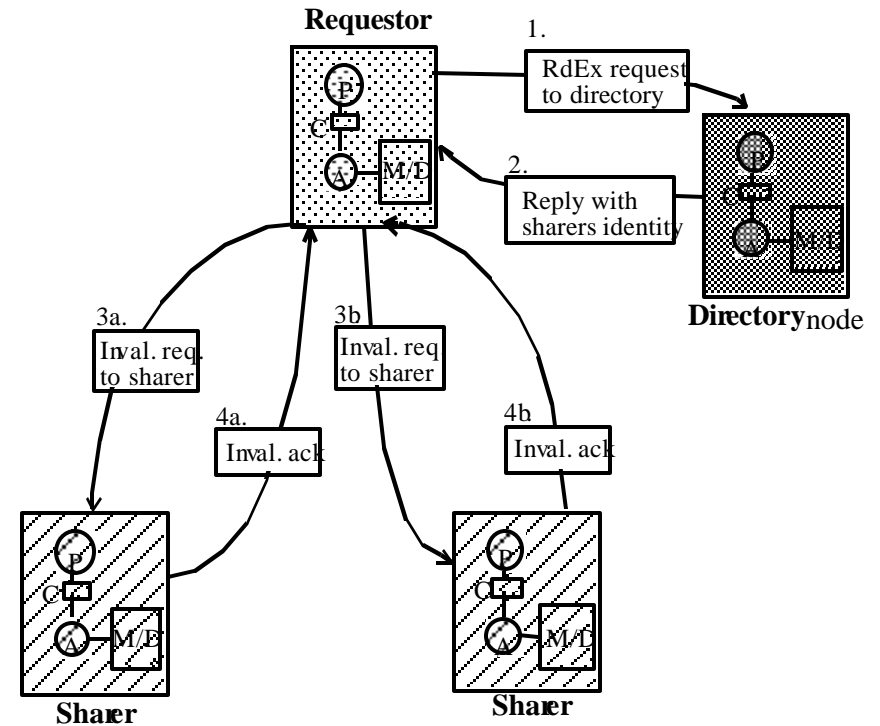 Requestor
1.
RdEx request
to directory
P
C
A
M/D
2.
Reply with
sharers identity
P
C
A
M/D
Directory node
3a.
Inval. req.
to sharer
3b
Inval. req
to sharer
4a.
Inval. ack
4b
Inval. ack
P
C
A
M/D
Sharer
P
C
A
M/D
Sharer